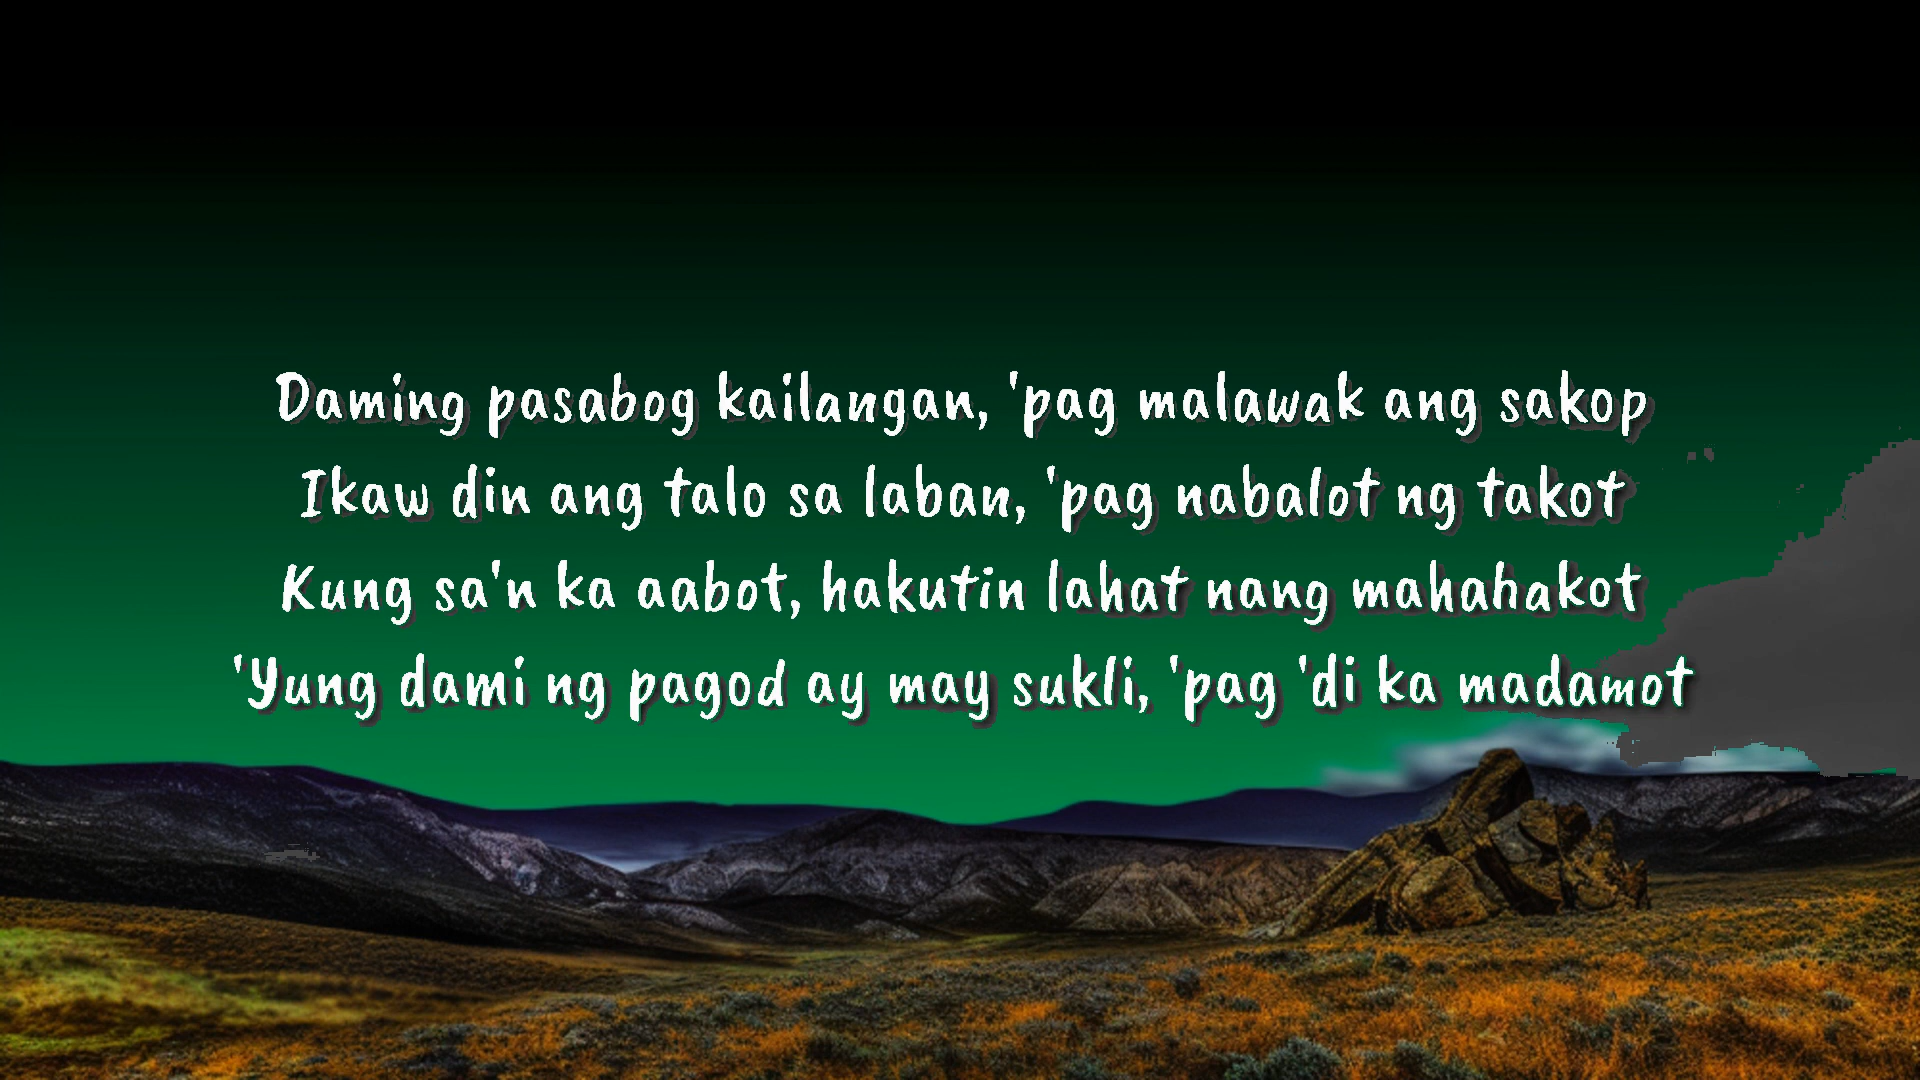 Daming pasabog kailangan, 'pag malawak ang sakop
Ikaw din ang talo sa laban, 'pag nabalot ng takot
Kung sa'n ka aabot, hakutin lahat nang mahahakot
'Yung dami ng pagod ay may sukli, 'pag 'di ka madamot